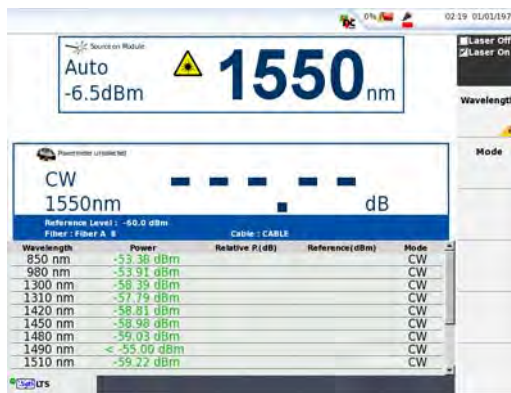 DC 0% 02:19 01/01/197
Source on Module
Laser Off
Laser On
Auto
-6.5dBm
1550 nm
Wavelengt
Powermeter unselected
Mode
CW
1550nm
dB
Reference Level : -60.0 dBm
Fiber : Fiber A 6 Cable : CABLE
Wavelength Power Relative P.(dB) Reference(dBm) Mode
850 nm -53.38 dBm CW
980 nm -53.91 dBm CW
1300 nm -58.39 dBm CW
1310 nm -57.79 dBm CW
1420 nm -58.81 dBm CW
1450 nm -58.98 dBm CW
1480 nm -59.03 dBm CW
1490 nm < -55.00 dBm CW
1510 nm -59.22 dBm CW
LTS